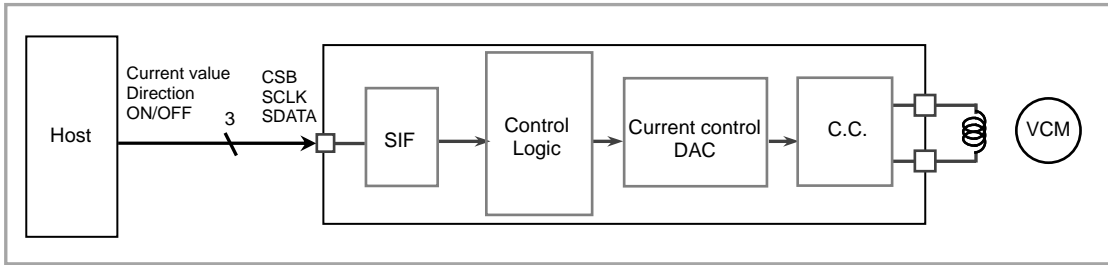 Host
Current value
Direction
ON/OFF
3
CSB
SCLK
SDATA
SIF
Control
Logic
Current control
DAC
C.C.
VCM